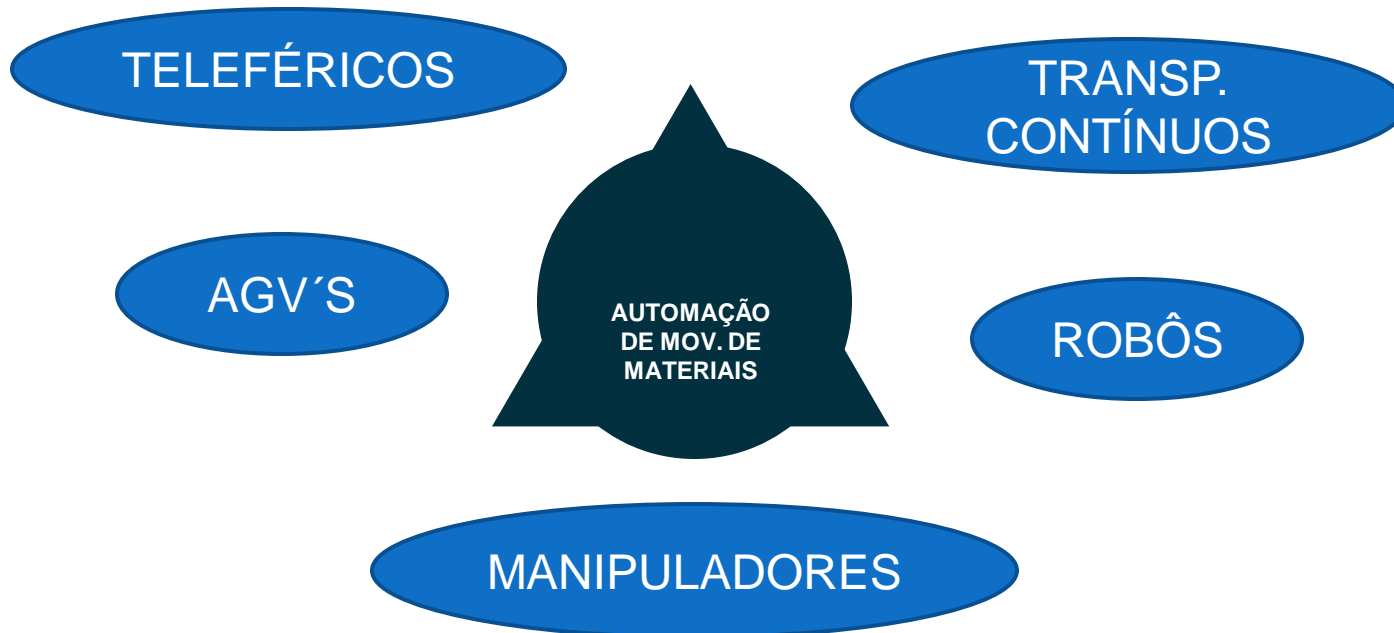 TELEFÉRICOS
TRANSP.
CONTÍNUOS
AGV´S
AUTOMAÇÃO
DE MOV. DE
MATERIAIS
ROBÔS
MANIPULADORES